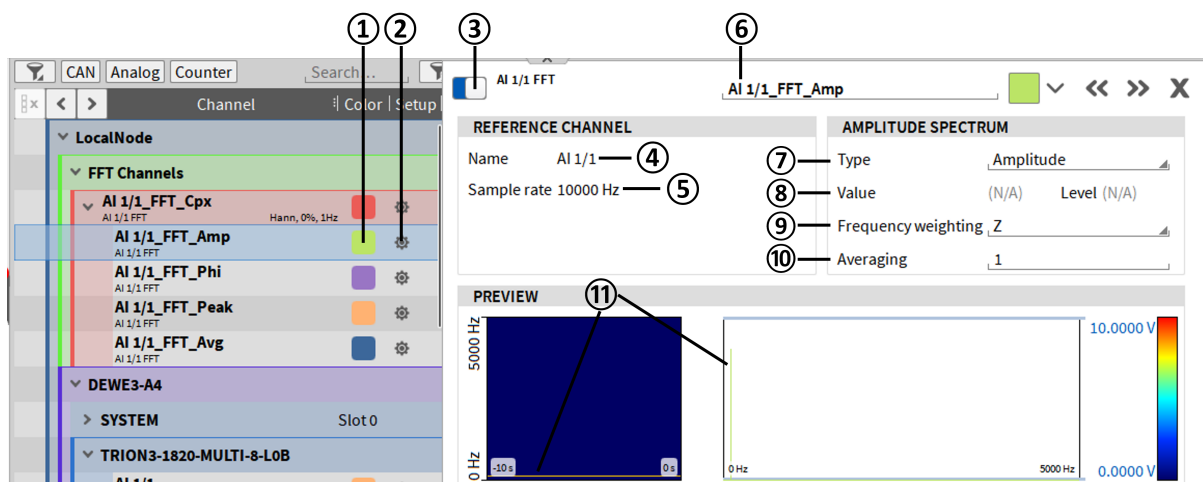 ① ② ③ ⑥
CAN Analog Counter Search...
Channel Color Setup
LocalNode
FFT Channels
AI 1/1_FFT_Cpx
AI 1/1 FFT Hann, 0%, 1Hz
AI 1/1_FFT_Amp
AI 1/1 FFT
AI 1/1_FFT_Phi
AI 1/1 FFT
AI 1/1_FFT_Peak
AI 1/1 FFT
AI 1/1_FFT_Avg
AI 1/1 FFT
DEWE3-A4
SYSTEM Slot 0
TRION3-1820-MULTI-8-L0B
AI 1/1 FFT
AI 1/1_FFT_Amp
X
REFERENCE CHANNEL
Name AI 1/1 ④
Sample rate 10000 Hz ⑤
AMPLITUDE SPECTRUM
⑦ Type Amplitude
⑧ Value (N/A) Level (N/A)
⑨ Frequency weighting Z
⑩ Averaging 1
PREVIEW ⑪
5000 Hz
0 Hz
-10 s 0 s
0 Hz 5000 Hz
10.0000 V
0.0000 V